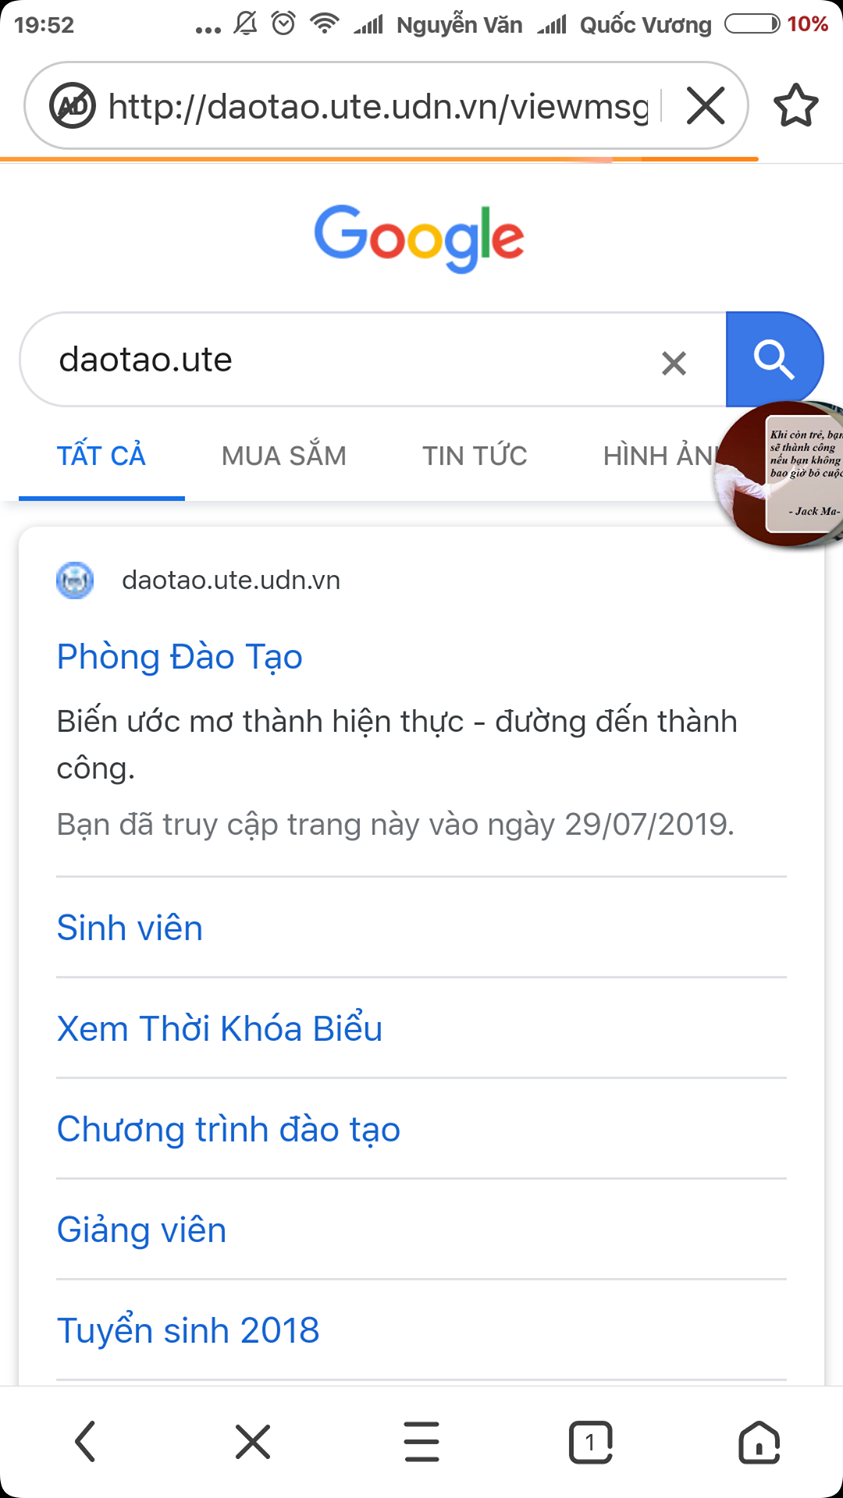 19:52 ... Nguyễn Văn Quốc Vương 10%
AD http://daotao.ute.udn.vn/viewmsg
Google
daotao.ute
TẤT CẢ MUA SẮM TIN TỨC HÌNH ẢN
Khi còn trẻ, bạn
sẽ thành công
nếu bạn không
bao giờ bỏ cuộc
- Jack Ma-
daotao.ute.udn.vn
Phòng Đào Tạo
Biến ước mơ thành hiện thực - đường đến thành
công.
Bạn đã truy cập trang này vào ngày 29/07/2019.
Sinh viên
Xem Thời Khóa Biểu
Chương trình đào tạo
Giảng viên
Tuyển sinh 2018
1